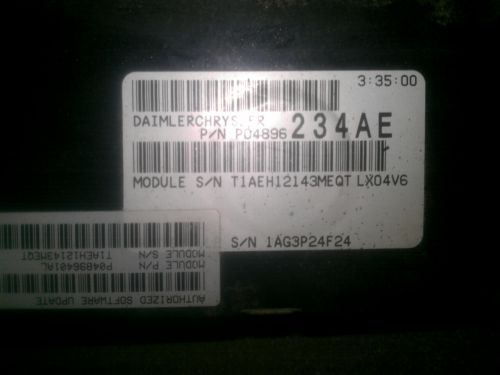 3:35:00
DAIMLERCHRYSLER
P/N P04896 234AE
MODULE S/N T1AEH12143MEQT LX04V6
S/N 1AG3P24F24
AUTHORIZED SOFTWARE UPDATE
MODULE P/N P04896401AL
MODULE S/N T1AEH12143MEQT